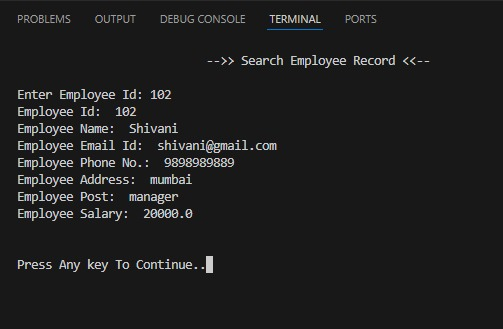 PROBLEMS OUTPUT DEBUG CONSOLE TERMINAL PORTS
-->> Search Employee Record <<--
Enter Employee Id: 102
Employee Id:  102
Employee Name:  Shivani
Employee Email Id:  shivani@gmail.com
Employee Phone No.:  9898989889
Employee Address:  mumbai
Employee Post:  manager
Employee Salary:  20000.0
Press Any key To Continue..